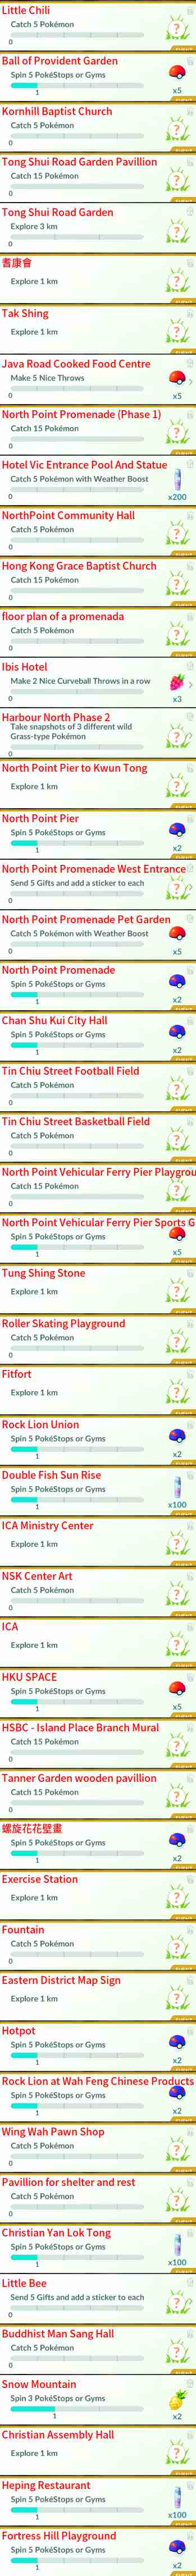 Little Chili
Catch 5 Pokémon
0
Ball of Provident Garden
Spin 5 PokéStops or Gyms
1
x5
Kornhill Baptist Church
Catch 5 Pokémon
0
Tong Shui Road Garden Pavillion
Catch 15 Pokémon
0
Tong Shui Road Garden
Explore 3 km
0
耆康會
Explore 1 km
Tak Shing
Explore 1 km
Java Road Cooked Food Centre
Make 5 Nice Throws
0
x5
North Point Promenade (Phase 1)
Catch 15 Pokémon
0
Hotel Vic Entrance Pool And Statue
Catch 5 Pokémon with Weather Boost
0
x200
NorthPoint Community Hall
Catch 5 Pokémon
0
Hong Kong Grace Baptist Church
Catch 15 Pokémon
0
floor plan of a promenada
Catch 5 Pokémon
0
Ibis Hotel
Make 2 Nice Curveball Throws in a row
0
x3
Harbour North Phase 2
Take snapshots of 3 different wild
Grass-type Pokémon
0
North Point Pier to Kwun Tong
Explore 1 km
North Point Pier
Spin 5 PokéStops or Gyms
1
x2
North Point Promenade West Entrance
Send 5 Gifts and add a sticker to each
0
North Point Promenade Pet Garden
Catch 5 Pokémon with Weather Boost
0
x5
North Point Promenade
Spin 5 PokéStops or Gyms
1
x2
Chan Shu Kui City Hall
Spin 5 PokéStops or Gyms
1
x2
Tin Chiu Street Football Field
Catch 5 Pokémon
0
Tin Chiu Street Basketball Field
Catch 5 Pokémon
0
North Point Vehicular Ferry Pier Playgrou
Catch 15 Pokémon
0
North Point Vehicular Ferry Pier Sports G
Spin 5 PokéStops or Gyms
1
x5
Tung Shing Stone
Explore 1 km
Roller Skating Playground
Catch 5 Pokémon
0
Fitfort
Explore 1 km
Rock Lion Union
Spin 5 PokéStops or Gyms
1
x2
Double Fish Sun Rise
Spin 5 PokéStops or Gyms
1
x100
ICA Ministry Center
Explore 1 km
NSK Center Art
Catch 5 Pokémon
0
ICA
Explore 1 km
HKU SPACE
Spin 5 PokéStops or Gyms
1
x5
HSBC - Island Place Branch Mural
Catch 15 Pokémon
0
Tanner Garden wooden pavillion
Catch 15 Pokémon
0
螺旋花花壁畫
Spin 5 PokéStops or Gyms
1
x2
Exercise Station
Explore 1 km
Fountain
Catch 5 Pokémon
0
Eastern District Map Sign
Explore 1 km
Hotpot
Spin 5 PokéStops or Gyms
1
x2
Rock Lion at Wah Feng Chinese Products
Spin 5 PokéStops or Gyms
1
x2
Wing Wah Pawn Shop
Catch 5 Pokémon
0
Pavillion for shelter and rest
Catch 5 Pokémon
0
Christian Yan Lok Tong
Spin 5 PokéStops or Gyms
1
x100
Little Bee
Send 5 Gifts and add a sticker to each
0
Buddhist Man Sang Hall
Catch 5 Pokémon
0
Snow Mountain
Spin 3 PokéStops or Gyms
1
x2
Christian Assembly Hall
Explore 1 km
Heping Restaurant
Spin 5 PokéStops or Gyms
1
x100
Fortress Hill Playground
Spin 5 PokéStops or Gyms
1
x2